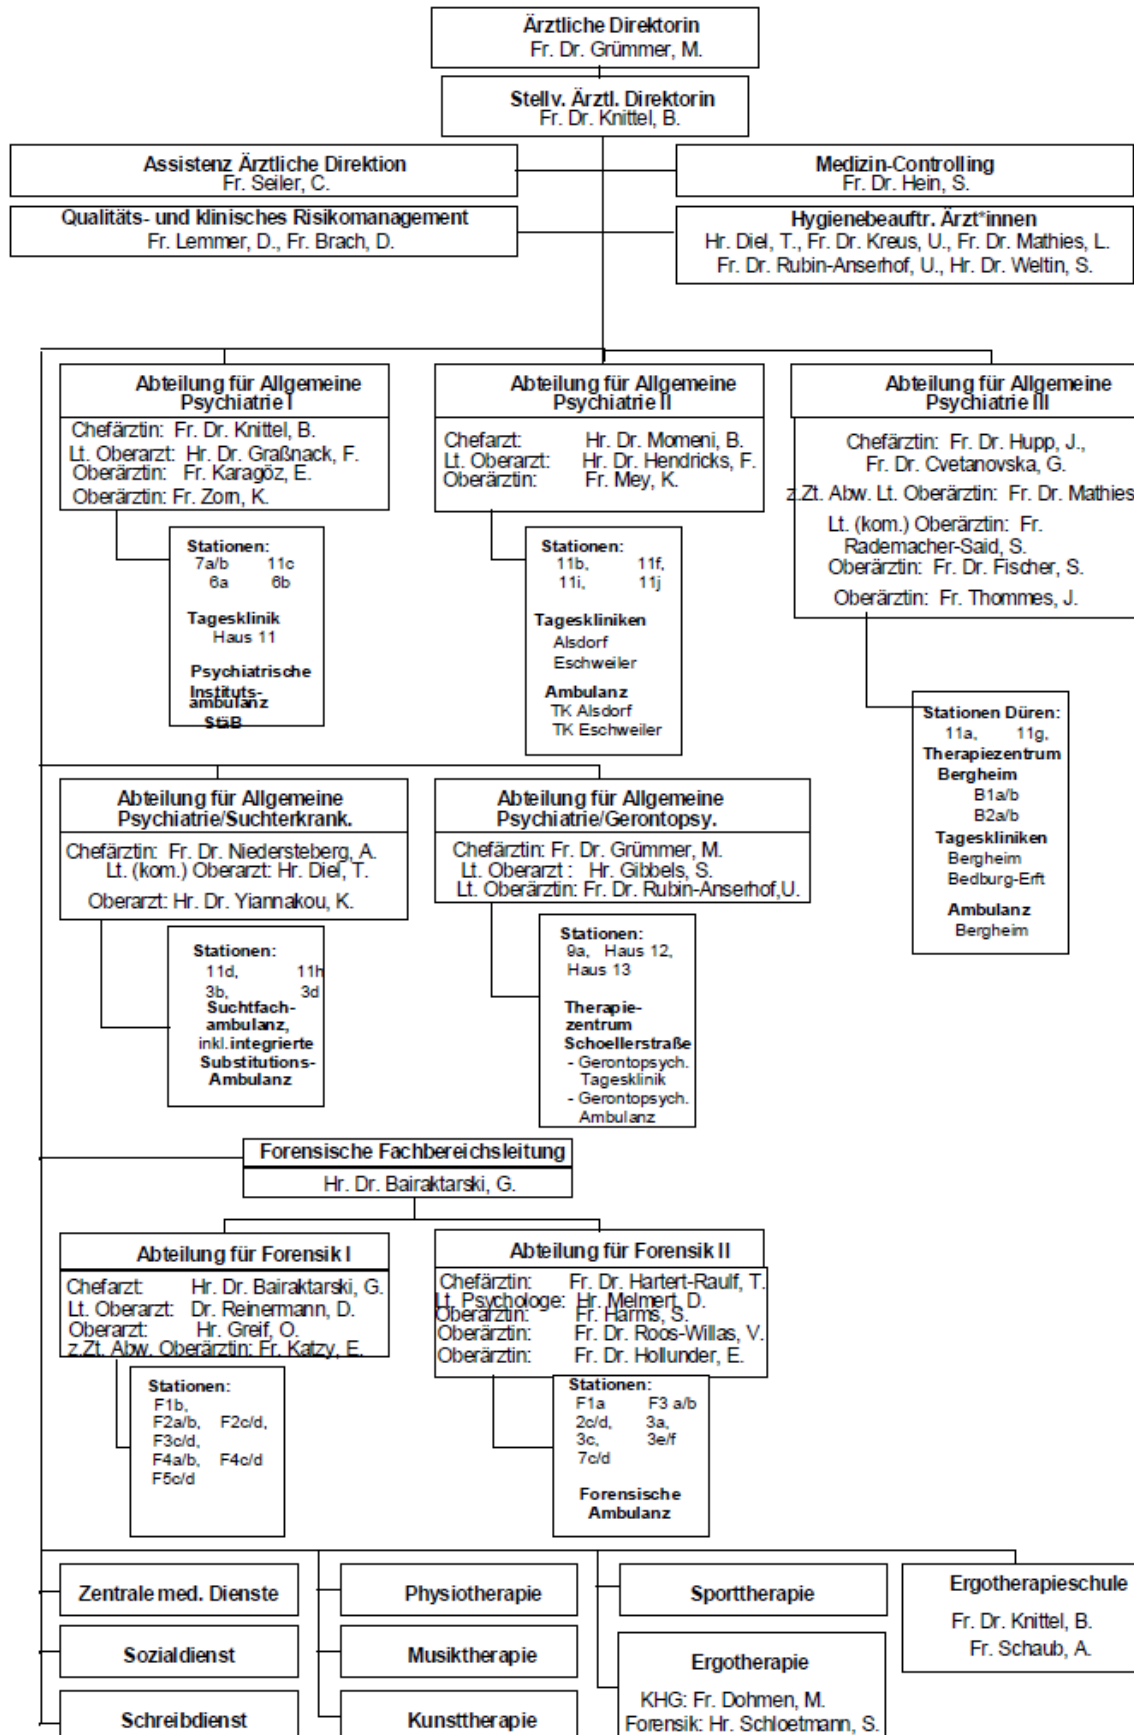 Ärztliche Direktorin
Fr. Dr. Grümmer, M.
Stellv. Ärztl. Direktorin
Fr. Dr. Knittel, B.
Assistenz Ärztliche Direktion
Fr. Seiler, C.
Medizin-Controlling
Fr. Dr. Hein, S.
Qualitäts- und klinisches Risikomanagement
Fr. Lemmer, D., Fr. Brach, D.
Hygienebeauftr. Ärzt*innen
Hr. Diel, T., Fr. Dr. Kreus, U., Fr. Dr. Mathies, L.
Fr. Dr. Rubin-Anserhof, U., Hr. Dr. Weltin, S.
Abteilung für Allgemeine
Psychiatrie I
Chefärztin: Fr. Dr. Knittel, B.
Lt. Oberarzt: Hr. Dr. Graßnack, F.
Oberärztin: Fr. Karagöz, E.
Oberärztin: Fr. Zorn, K.
Stationen:
7a/b 11c
6a 6b
Tagesklinik
Haus 11
Psychiatrische
Instituts-
ambulanz
StäB
Abteilung für Allgemeine
Psychiatrie II
Chefarzt: Hr. Dr. Momeni, B.
Lt. Oberarzt: Hr. Dr. Hendricks, F.
Oberärztin: Fr. Mey, K.
Stationen:
11b, 11f,
11i, 11j
Tageskliniken
Alsdorf
Eschweiler
Ambulanz
TK Alsdorf
TK Eschweiler
Abteilung für Allgemeine
Psychiatrie III
Chefärztin: Fr. Dr. Hupp, J.,
Fr. Dr. Cvetanovska, G.
z.Zt. Abw. Lt. Oberärztin: Fr. Dr. Mathies
Lt. (kom.) Oberärztin: Fr.
Rademacher-Said, S.
Oberärztin: Fr. Dr. Fischer, S.
Oberärztin: Fr. Thommes, J.
Stationen Düren:
11a, 11g,
Therapiezentrum
Bergheim
B1a/b
B2a/b
Tageskliniken
Bergheim
Bedburg-Erft
Ambulanz
Bergheim
Abteilung für Allgemeine
Psychiatrie/Suchterkrank.
Chefärztin: Fr. Dr. Niedersteberg, A.
Lt. (kom.) Oberarzt: Hr. Diel, T.
Oberarzt: Hr. Dr. Yiannakou, K.
Stationen:
11d, 11h
3b, 3d
Suchtfach-
ambulanz,
inkl. integrierte
Substitutions-
Ambulanz
Abteilung für Allgemeine
Psychiatrie/Gerontopsy.
Chefärztin: Fr. Dr. Grümmer, M.
Lt. Oberarzt : Hr. Gibbels, S.
Lt. Oberärztin: Fr. Dr. Rubin-Anserhof,U.
Stationen:
9a, Haus 12,
Haus 13
Therapie-
zentrum
Schoellerstraße
- Gerontopsych.
Tagesklinik
- Gerontopsych.
Ambulanz
Forensische Fachbereichsleitung
Hr. Dr. Bairaktarski, G.
Abteilung für Forensik I
Chefarzt: Hr. Dr. Bairaktarski, G.
Lt. Oberarzt: Dr. Reinermann, D.
Oberarzt: Hr. Greif, O.
z.Zt. Abw. Oberärztin: Fr. Katzy, E.
Stationen:
F1b,
F2a/b, F2c/d,
F3c/d,
F4a/b, F4c/d
F5c/d
Abteilung für Forensik II
Chefärztin: Fr. Dr. Hartert-Raulf, T.
Lt. Psychologe: Hr. Melmert, D.
Oberärztin: Fr. Harms, S.
Oberärztin: Fr. Dr. Roos-Willas, V.
Oberärztin: Fr. Dr. Hollunder, E.
Stationen:
F1a F3 a/b
2c/d, 3a,
3c, 3e/f
7c/d
Forensische
Ambulanz
Zentrale med. Dienste
Physiotherapie
Sporttherapie
Ergotherapieschule
Fr. Dr. Knittel, B.
Fr. Schaub, A.
Sozialdienst
Musiktherapie
Ergotherapie
KHG: Fr. Dohmen, M.
Forensik: Hr. Schloetmann, S.
Schreibdienst
Kunsttherapie